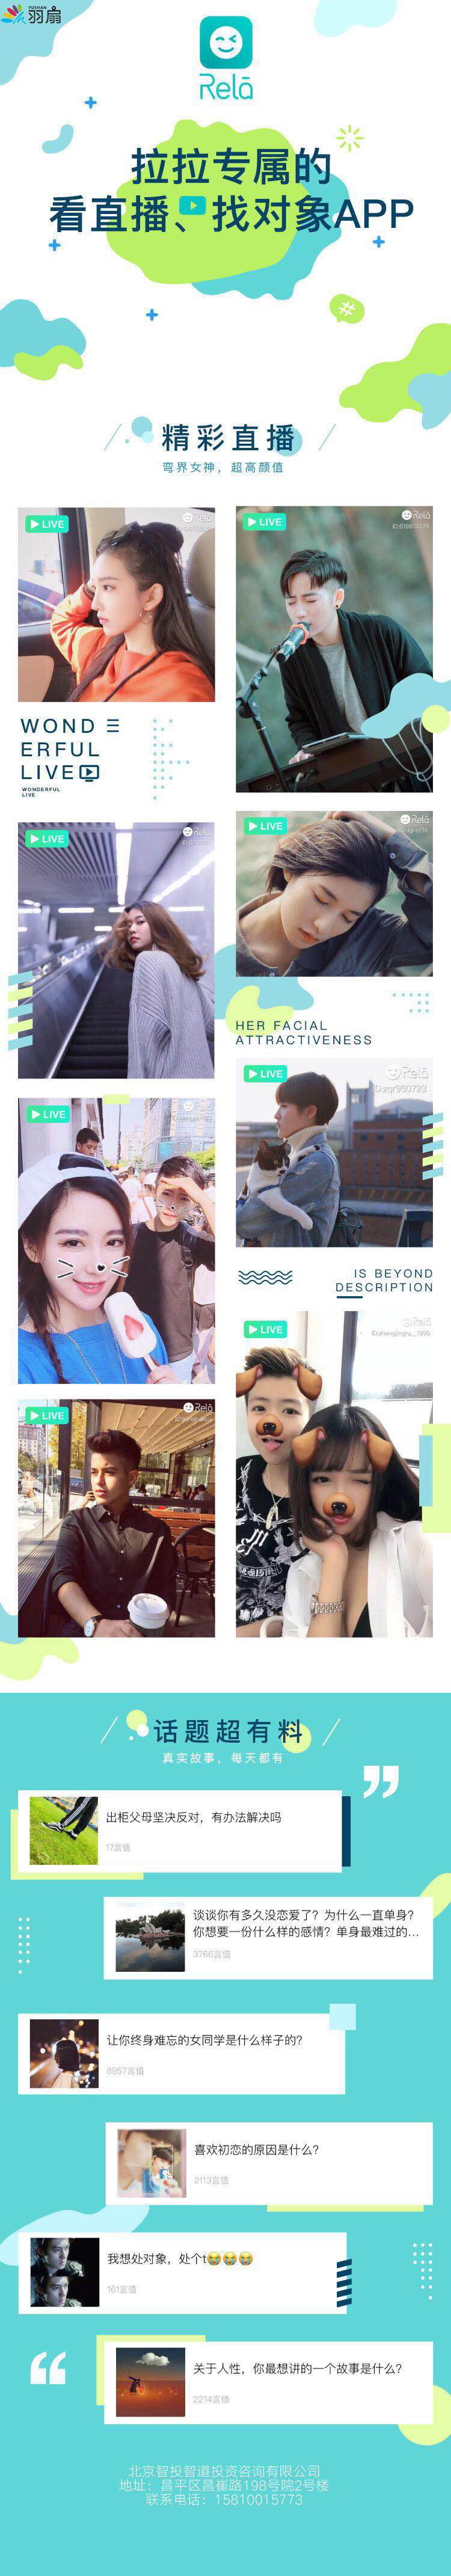 YUSHAN
羽扇
Relā
拉拉专属的
看直播、找对象APP
精彩直播
弯界女神，超高颜值
LIVE
Relā
LIVE
Relā
WOND
ERFUL
LIVE
WONDERFUL
LIVE
LIVE
Relā
LIVE
Relā
HER FACIAL
ATTRACTIVENESS
LIVE
Relā
LIVE
Relā
IS BEYOND
DESCRIPTION
LIVE
Relā
LIVE
Relā
话题超有料
真实故事，每天都有
出柜父母坚决反对，有办法解决吗
17言值
谈谈你有多久没恋爱了？为什么一直单身？
你想要一份什么样的感情？单身最难过的...
3766言值
让你终身难忘的女同学是什么样子的？
8957言值
喜欢初恋的原因是什么？
2113言值
我想处对象，处个t😭😭😭
161言值
关于人性，你最想讲的一个故事是什么？
2214言值
北京智投智道投资咨询有限公司
地址：昌平区昌崔路198号院2号楼
联系电话：15810015773